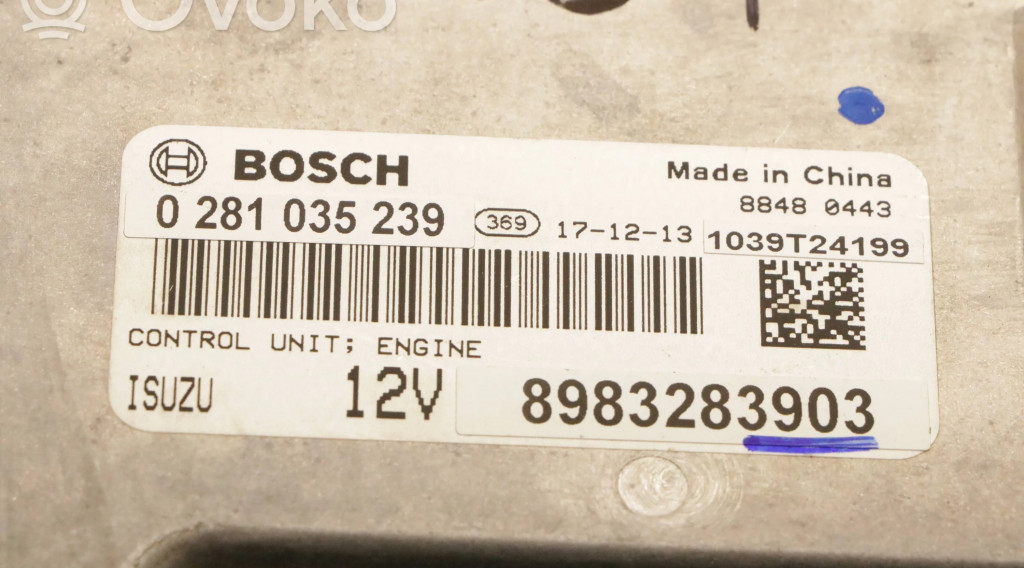 OVOKO
BOSCH
Made in China
8848 0443
0 281 035 239
369
17-12-13
1039T24199
CONTROL UNIT; ENGINE
ISUZU
12V
8983283903